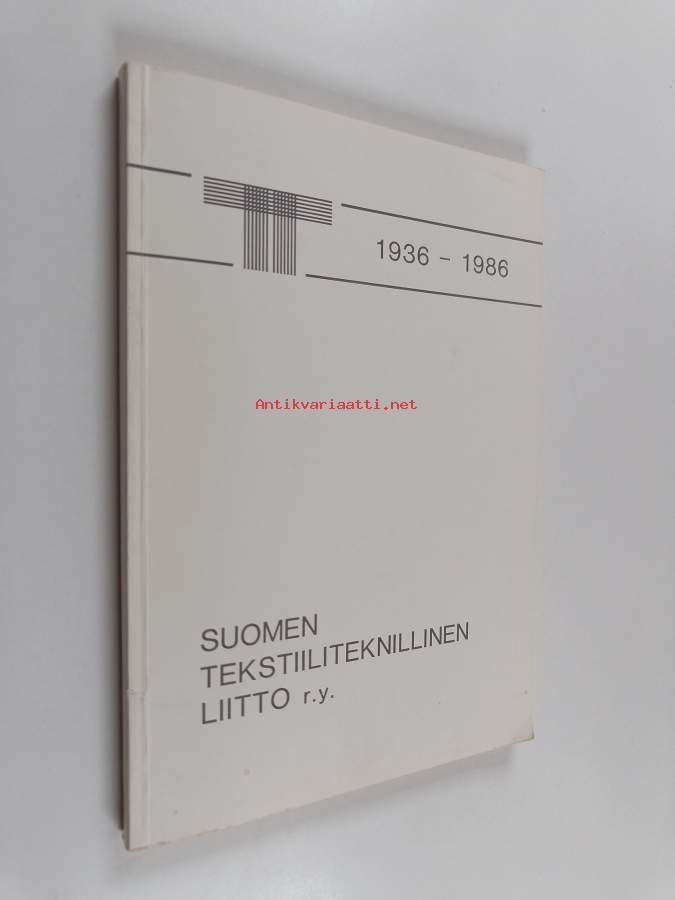 1936 - 1986
Antikvariaatti.net
SUOMEN
TEKSTIILITEKNILLINEN
LIITTO r.y.